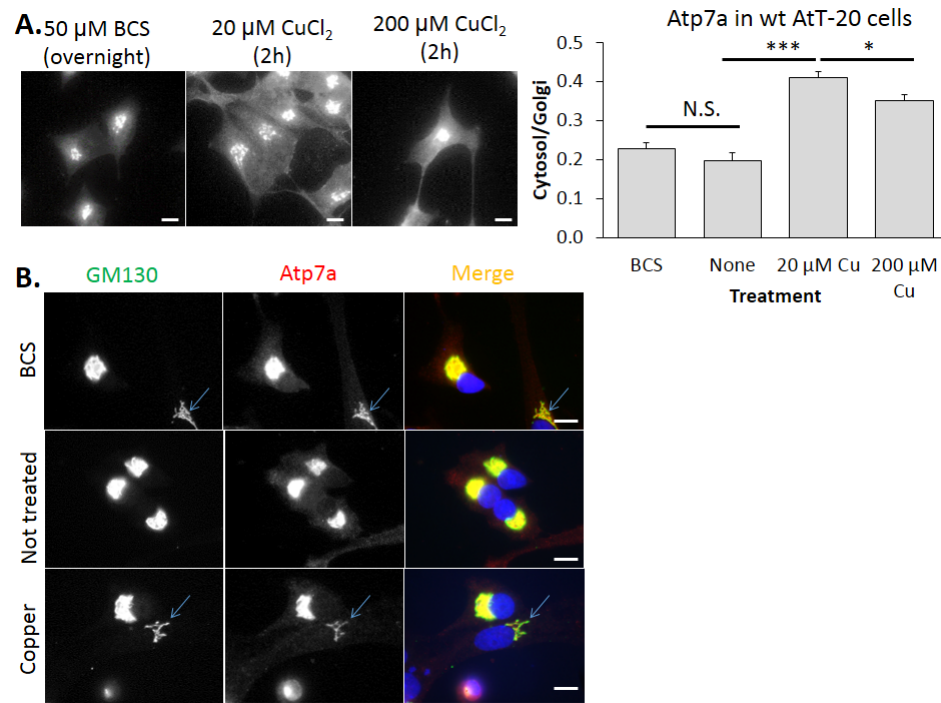 A.
50 µM BCS
(overnight)
20 µM CuCl₂
(2h)
200 µM CuCl₂
(2h)
Atp7a in wt AtT-20 cells
Cytosol/Golgi
0.5
0.4
0.3
0.2
0.1
0.0
N.S.
***
*
BCS
None
20 µM Cu
200 µM
Cu
Treatment
B.
GM130
Atp7a
Merge
BCS
Not treated
Copper